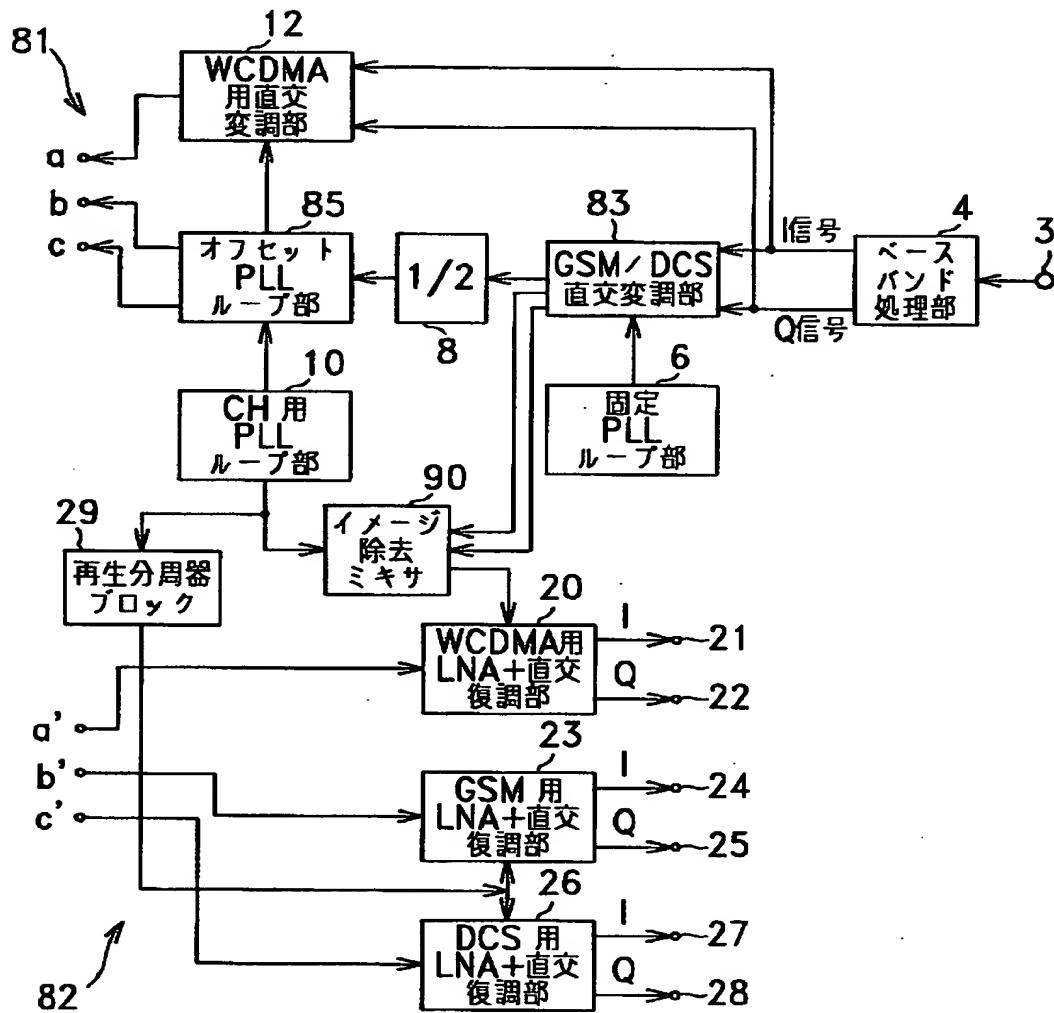 81
12
WCDMA
用直交
変調部
a
b
c
85
オフセット
PLL
ループ部
1/2
8
83
GSM/DCS
直交変調部
I信号
Q信号
4
ベース
バンド
処理部
3
10
CH用
PLL
ループ部
6
固定
PLL
ループ部
29
再生分周器
ブロック
90
イメージ
除去
ミキサ
20
WCDMA用
LNA+直交
復調部
I
21
Q
22
a'
b'
c'
23
GSM用
LNA+直交
復調部
I
24
Q
25
26
DCS用
LNA+直交
復調部
I
27
Q
28
82